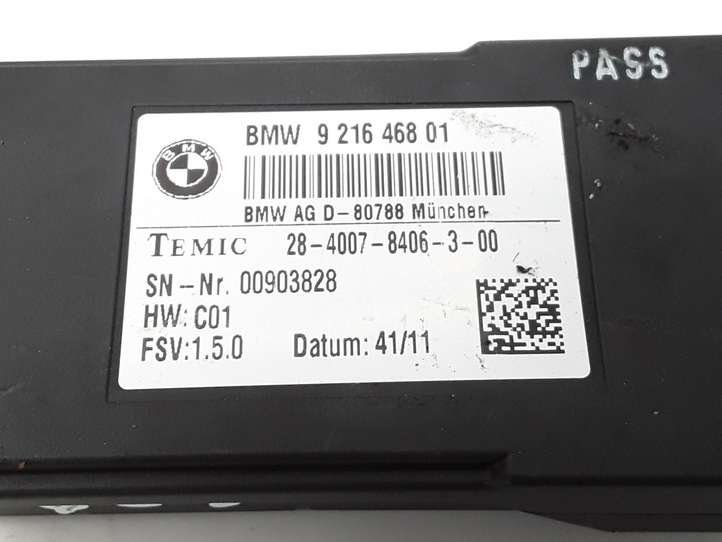 PASS
BMW
BMW 9 216 468 01
BMW AG D-80788 München
TEMIC 28-4007-8406-3-00
SN-Nr. 00903828
HW: C01
FSV:1.5.0 Datum: 41/11